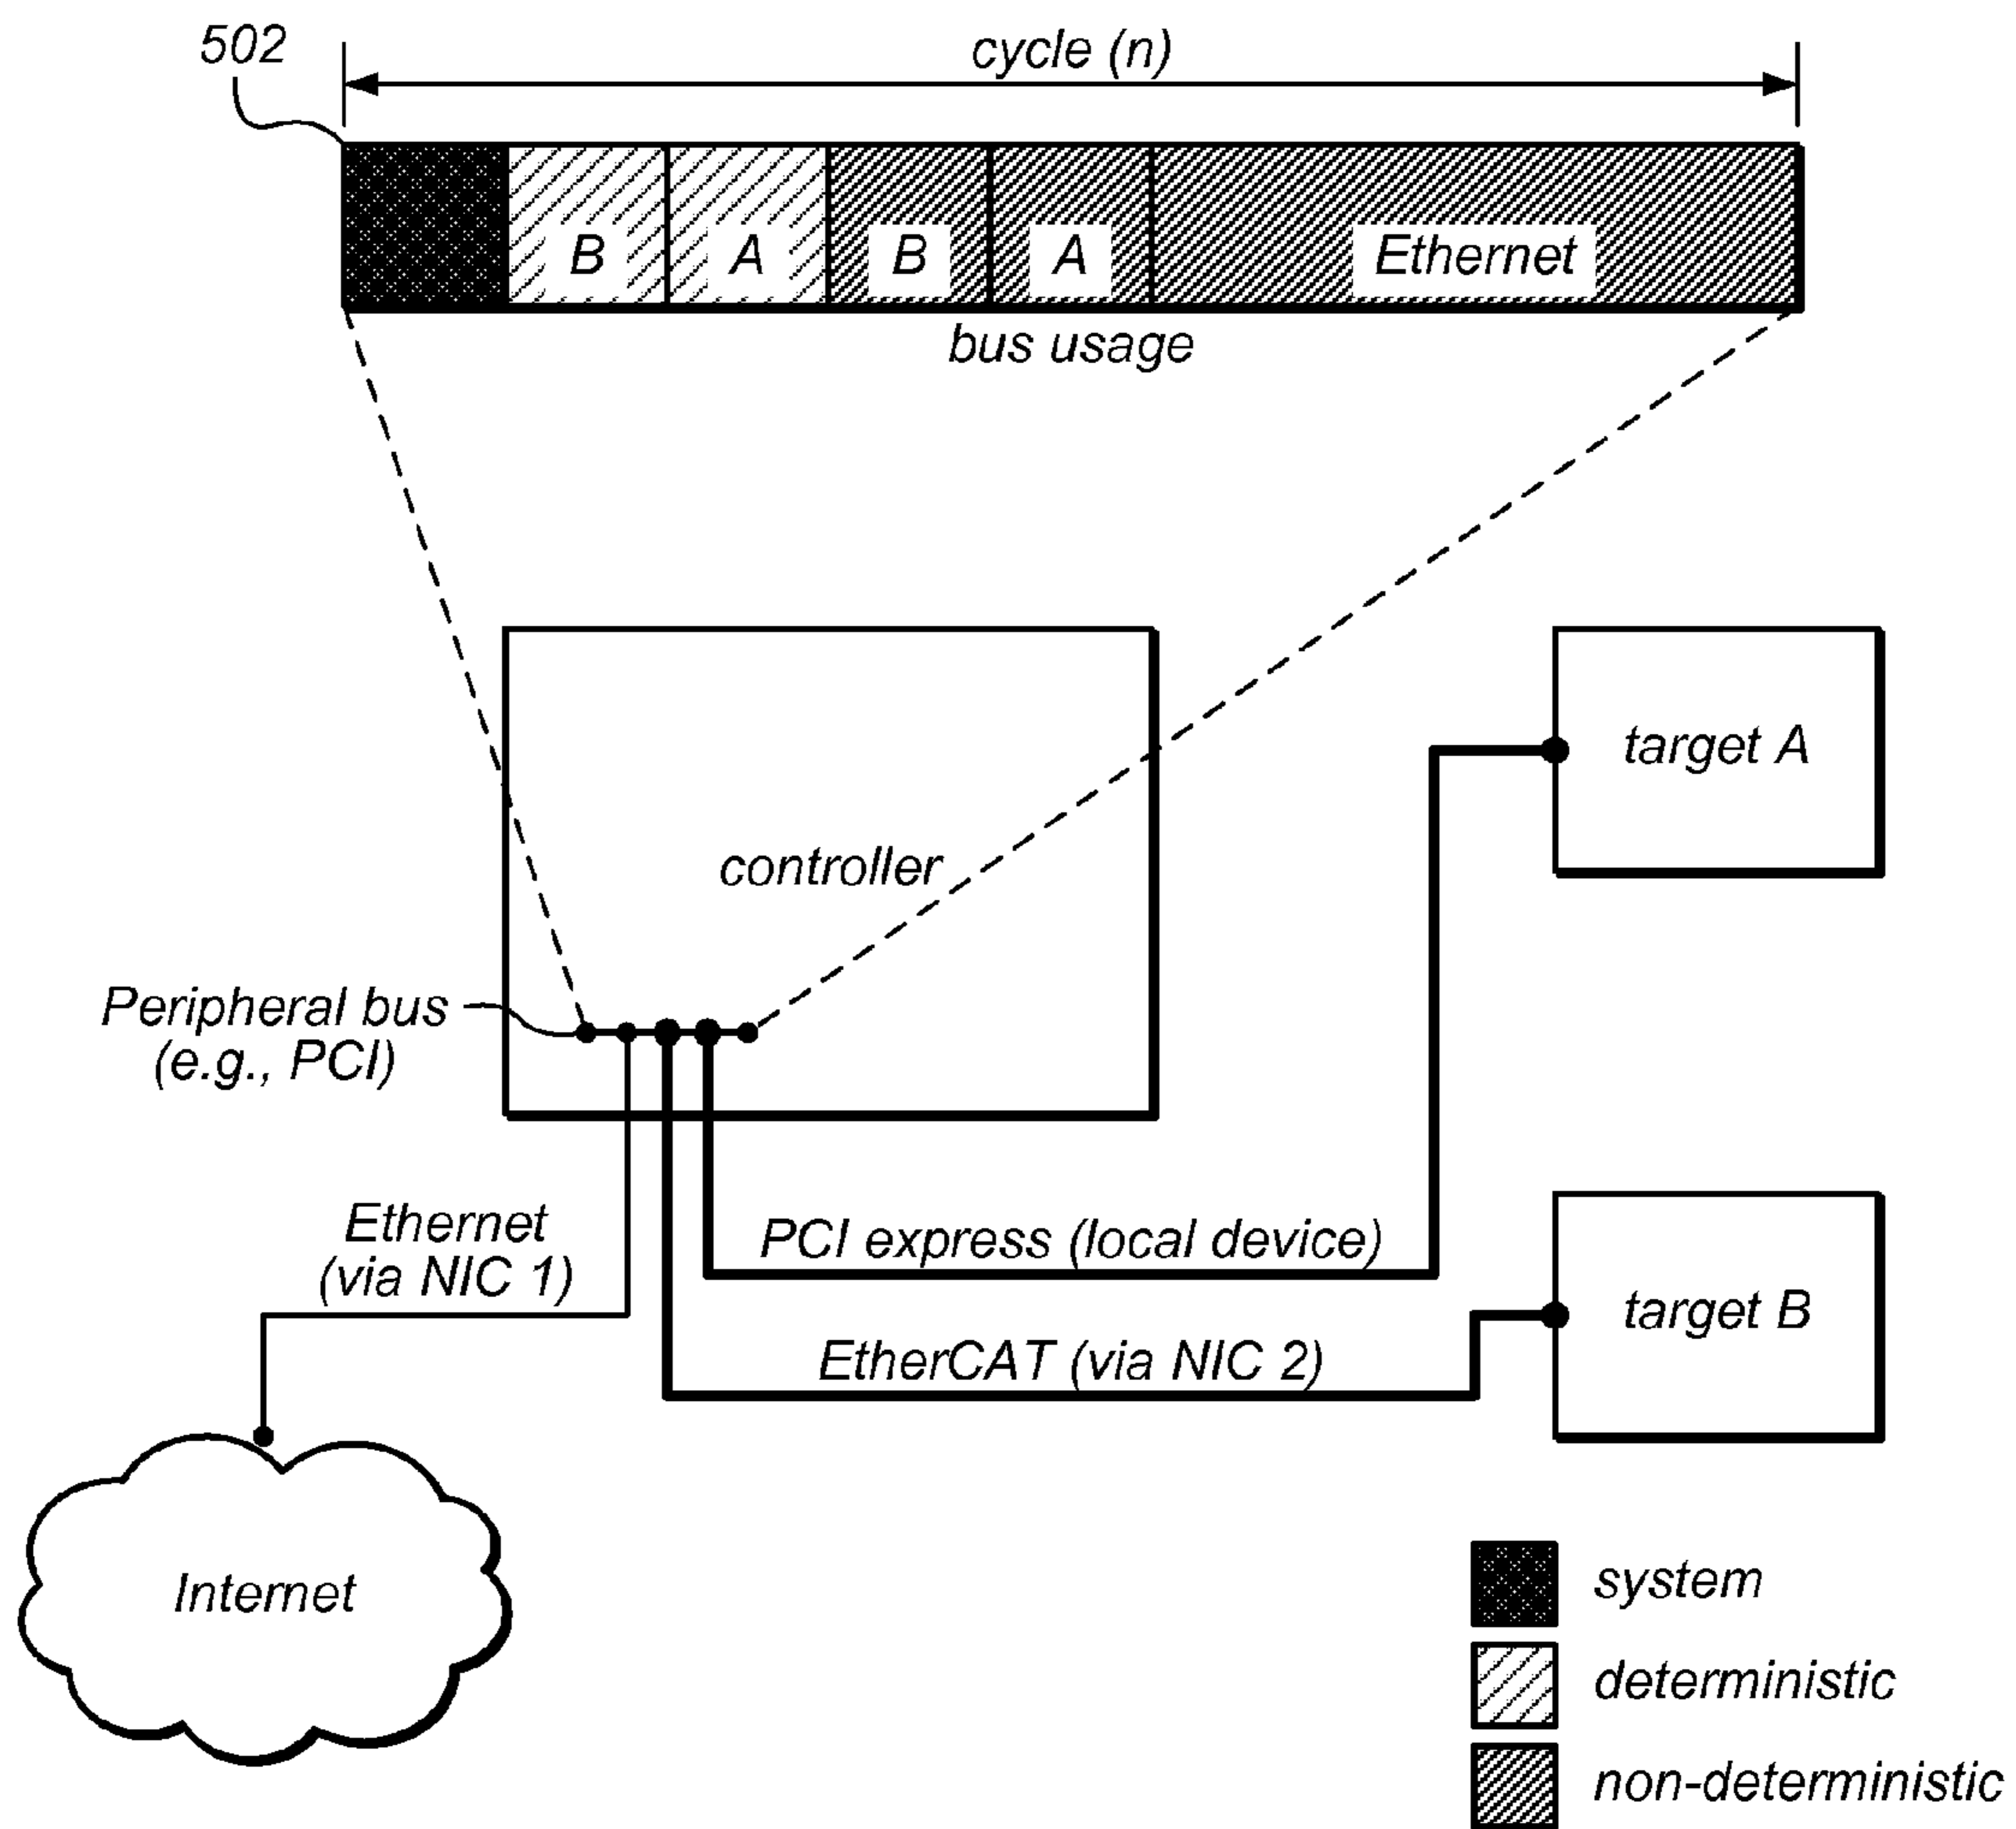 502
cycle (n)
B
A
B
A
Ethernet
bus usage
target A
controller
Peripheral bus
(e.g., PCI)
Ethernet
(via NIC 1)
PCI express (local device)
target B
EtherCAT (via NIC 2)
Internet
system
deterministic
non-deterministic